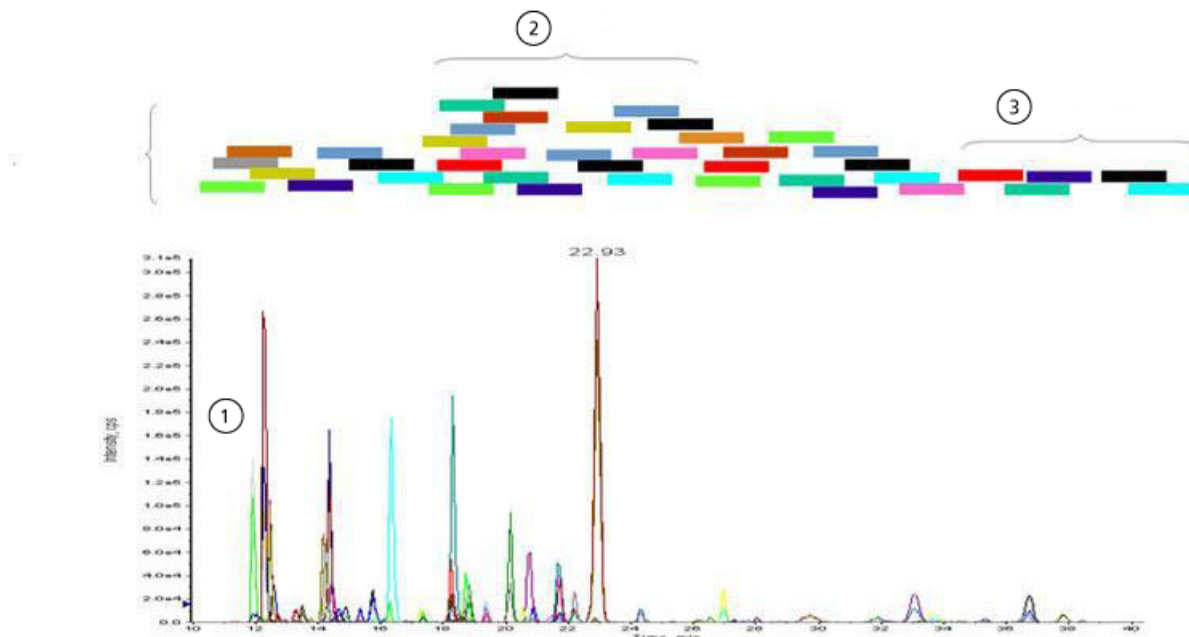 2
3
22.93
3.1e5
3.0e5
2.8e5
2.6e5
2.4e5
2.2e5
2.0e5
1.8e5
1.6e5
1.4e5
1.2e5
1.0e5
8.0e4
6.0e4
4.0e4
2.0e4
0.0
1
Intensity, cps
10 12 14 16 18 20 22 24 26 28 30 32 34 36 38 40
Time, min